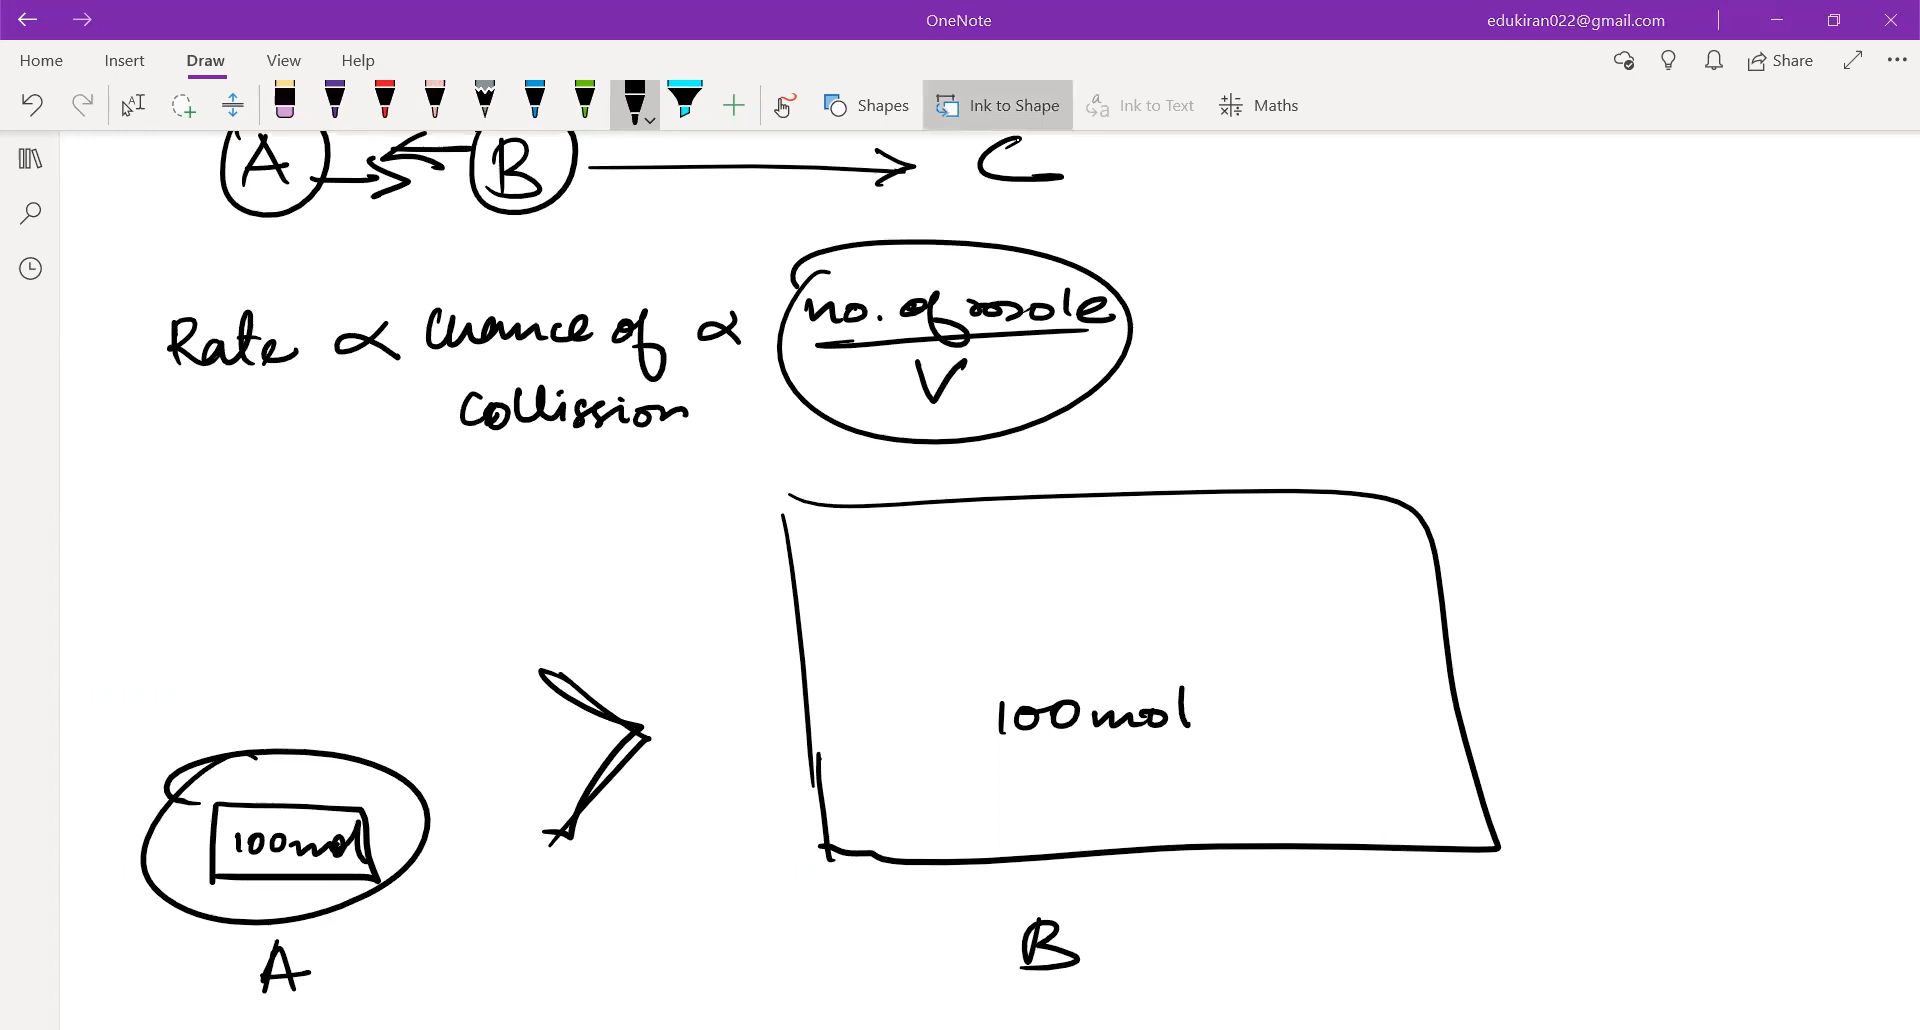 OneNote
edukiran022@gmail.com
Home Insert Draw View Help
Share
Shapes Ink to Shape Ink to Text Maths
A B C
Rate ∝ chance of ∝ no. of mole
collission V
100mol
100mol
A
B